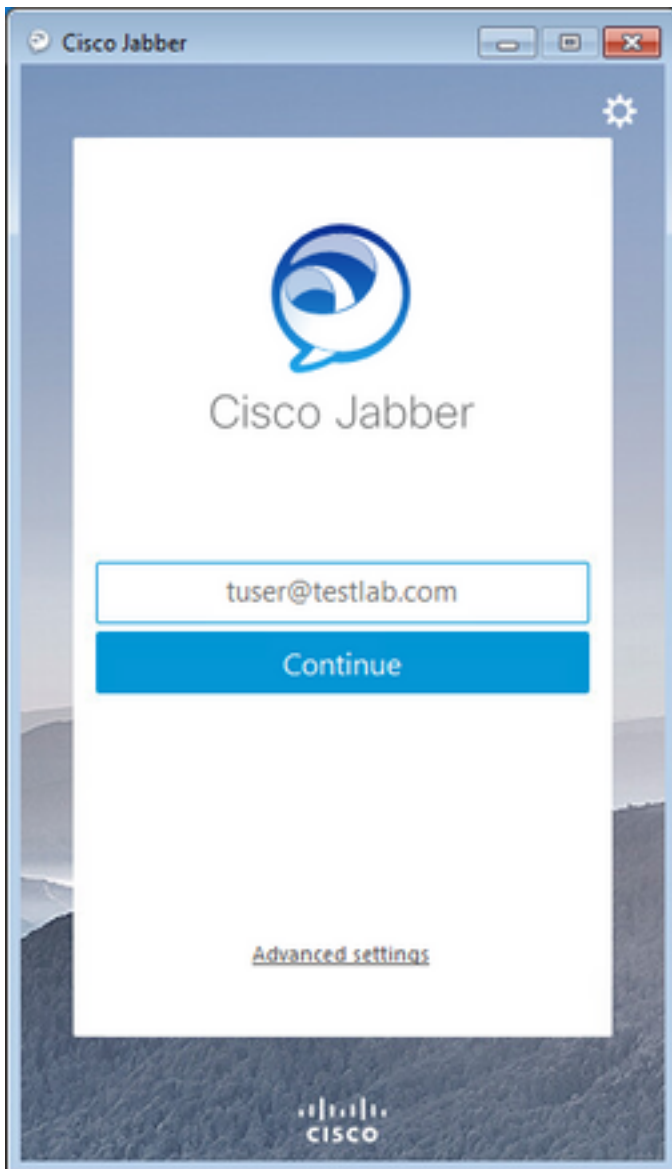 Cisco Jabber
Cisco Jabber
tuser@testlab.com
Continue
Advanced settings
CISCO